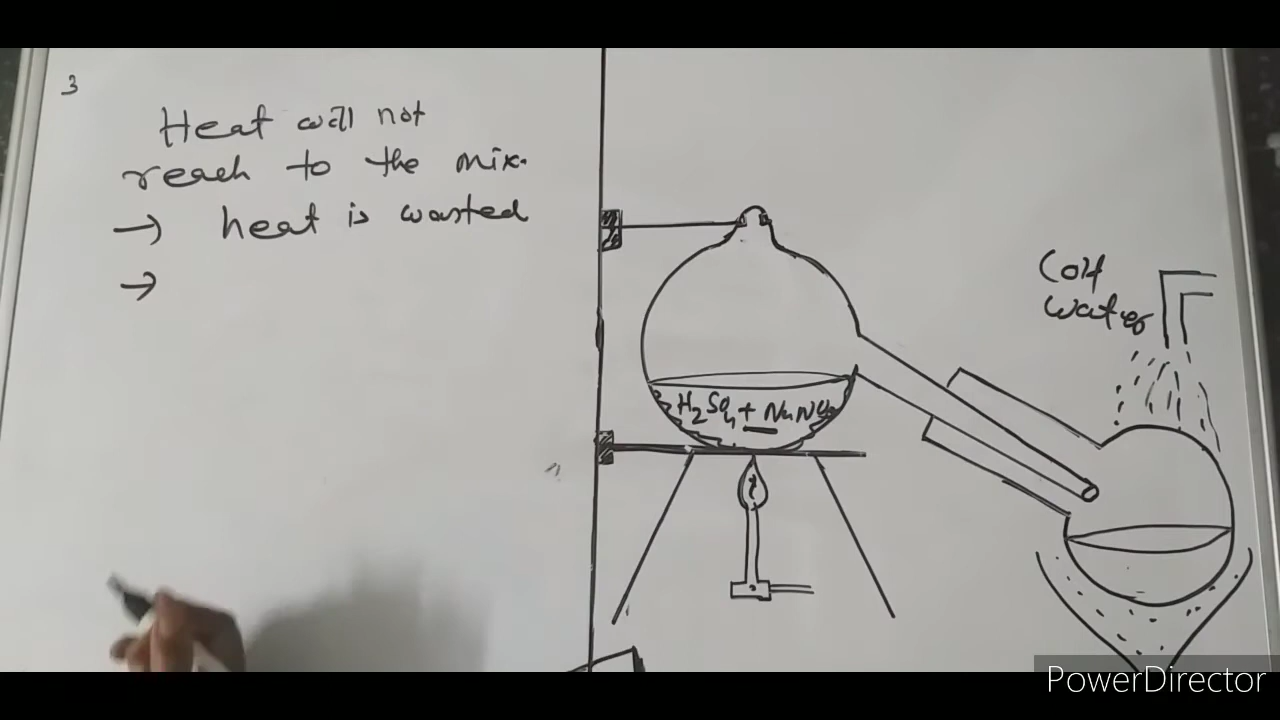 3
Heat will not
reach to the mix.
→ heat is wasted
→
Cold
water
H₂SO₄ + NaNO₃
PowerDirector